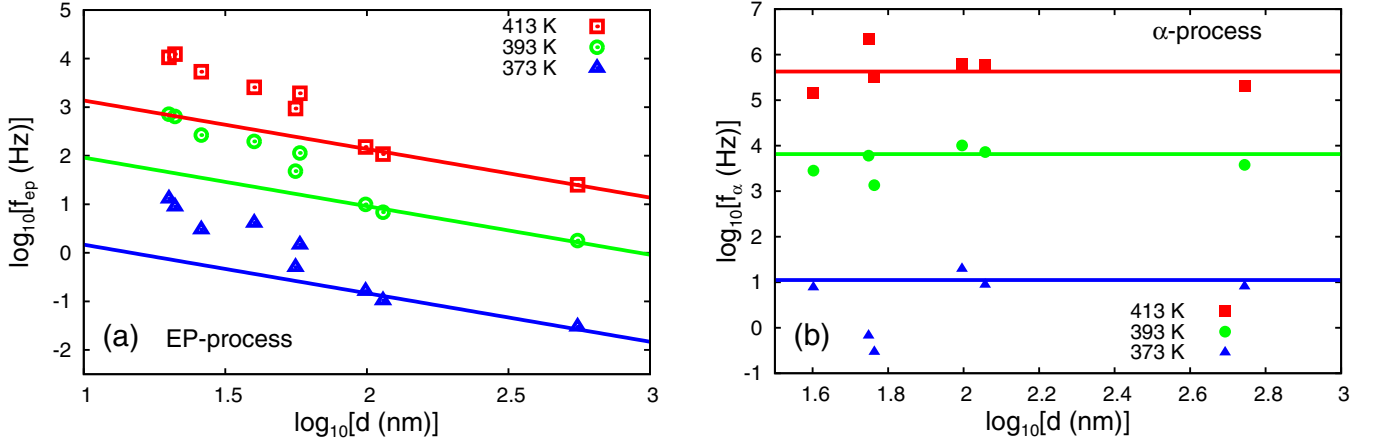 5
4
3
2
1
0
-1
-2
log10[fep (Hz)]
413 K
393 K
373 K
(a) EP-process
1 1.5 2 2.5 3
log10[d (nm)]
7
6
5
4
3
2
1
0
-1
log10[fα (Hz)]
α-process
413 K
393 K
373 K
(b)
1.6 1.8 2 2.2 2.4 2.6 2.8 3
log10[d (nm)]